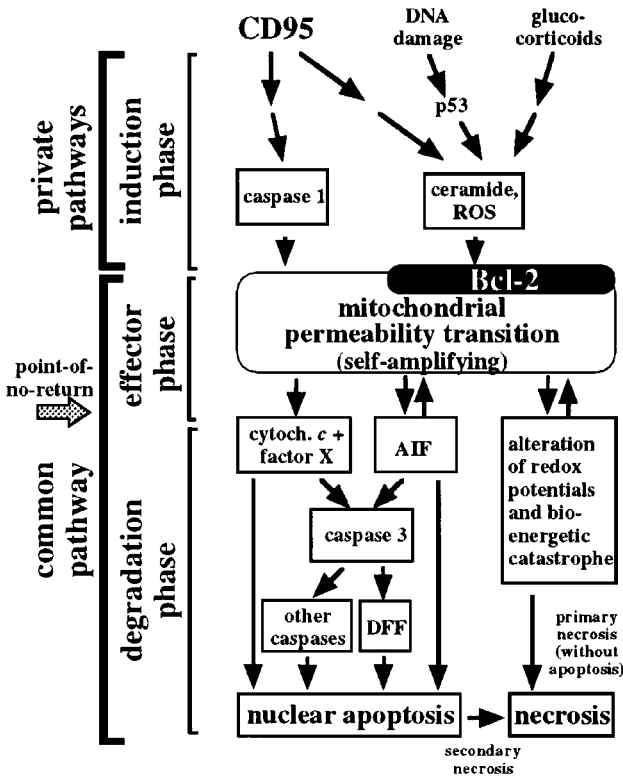 CD95
DNA
damage
gluco-
corticoids
p53
private
pathways
induction
phase
caspase 1
ceramide,
ROS
Bcl-2
mitochondrial
permeability transition
(self-amplifying)
effector
phase
point-of-
no-return
cytoch. c +
factor X
AIF
alteration
of redox
potentials
and bio-
energetic
catastrophe
common
pathway
degradation
phase
caspase 3
other
caspases
DFF
primary
necrosis
(without
apoptosis)
nuclear apoptosis
necrosis
secondary
necrosis